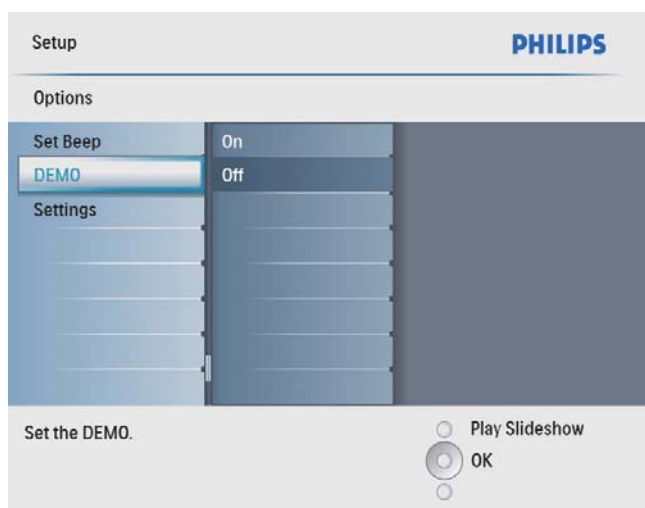 Setup
PHILIPS
Options
Set Beep
On
DEMO
Off
Settings
Set the DEMO.
Play Slideshow
OK